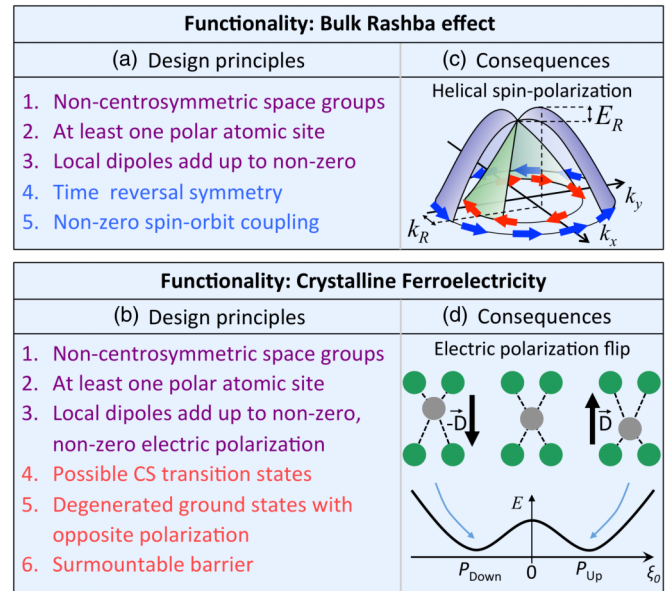 Functionality: Bulk Rashba effect
(a) Design principles
1. Non-centrosymmetric space groups
2. At least one polar atomic site
3. Local dipoles add up to non-zero
4. Time reversal symmetry
5. Non-zero spin-orbit coupling
(c) Consequences
Helical spin-polarization
E_R
k_y
k_R
k_x
Functionality: Crystalline Ferroelectricity
(b) Design principles
1. Non-centrosymmetric space groups
2. At least one polar atomic site
3. Local dipoles add up to non-zero,
non-zero electric polarization
4. Possible CS transition states
5. Degenerated ground states with
opposite polarization
6. Surmountable barrier
(d) Consequences
Electric polarization flip
-D⃗
D⃗
E
P_Down
0
P_Up
ξ_0